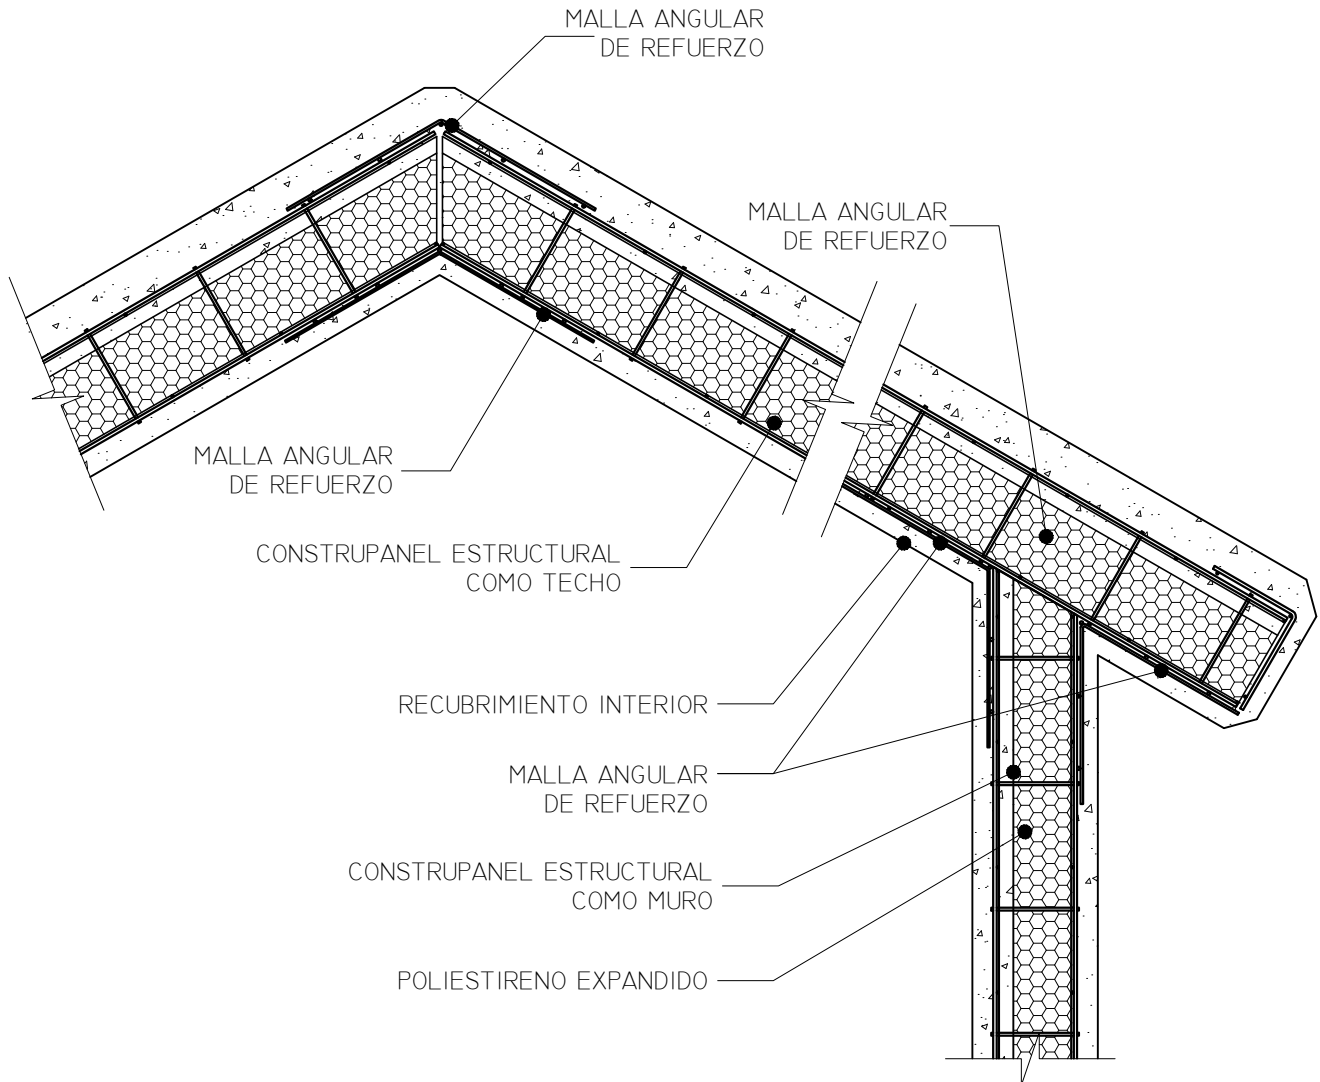 MALLA ANGULAR
DE REFUERZO
MALLA ANGULAR
DE REFUERZO
MALLA ANGULAR
DE REFUERZO
CONSTRUPANEL ESTRUCTURAL
COMO TECHO
RECUBRIMIENTO INTERIOR
MALLA ANGULAR
DE REFUERZO
CONSTRUPANEL ESTRUCTURAL
COMO MURO
POLIESTIRENO EXPANDIDO